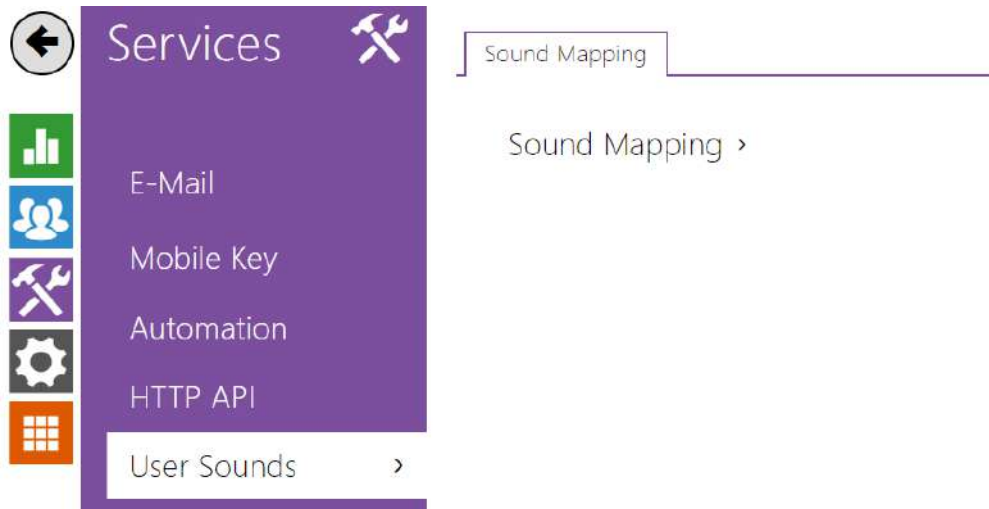 Services
E-Mail
Mobile Key
Automation
HTTP API
User Sounds
Sound Mapping
Sound Mapping